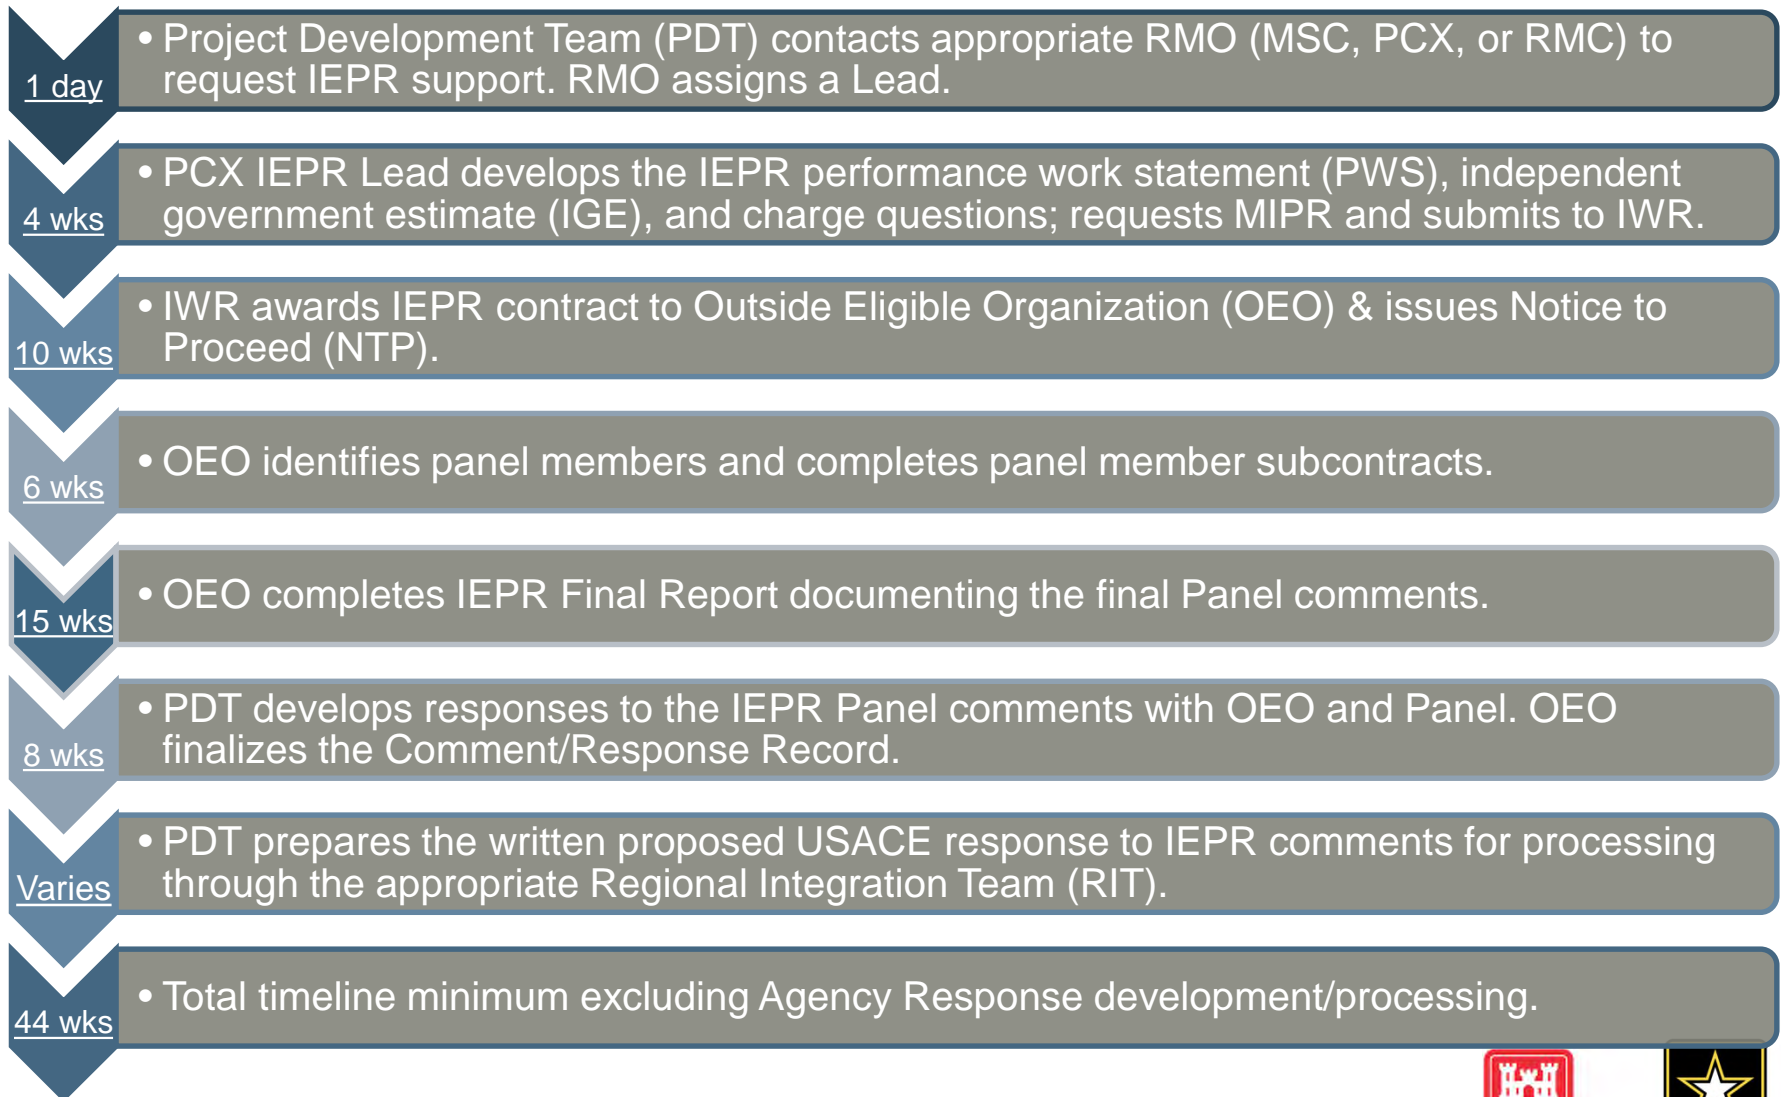 1 day
• Project Development Team (PDT) contacts appropriate RMO (MSC, PCX, or RMC) to
request IEPR support. RMO assigns a Lead.
4 wks
• PCX IEPR Lead develops the IEPR performance work statement (PWS), independent
government estimate (IGE), and charge questions; requests MIPR and submits to IWR.
10 wks
• IWR awards IEPR contract to Outside Eligible Organization (OEO) & issues Notice to
Proceed (NTP).
6 wks
• OEO identifies panel members and completes panel member subcontracts.
15 wks
• OEO completes IEPR Final Report documenting the final Panel comments.
8 wks
• PDT develops responses to the IEPR Panel comments with OEO and Panel. OEO
finalizes the Comment/Response Record.
Varies
• PDT prepares the written proposed USACE response to IEPR comments for processing
through the appropriate Regional Integration Team (RIT).
44 wks
• Total timeline minimum excluding Agency Response development/processing.